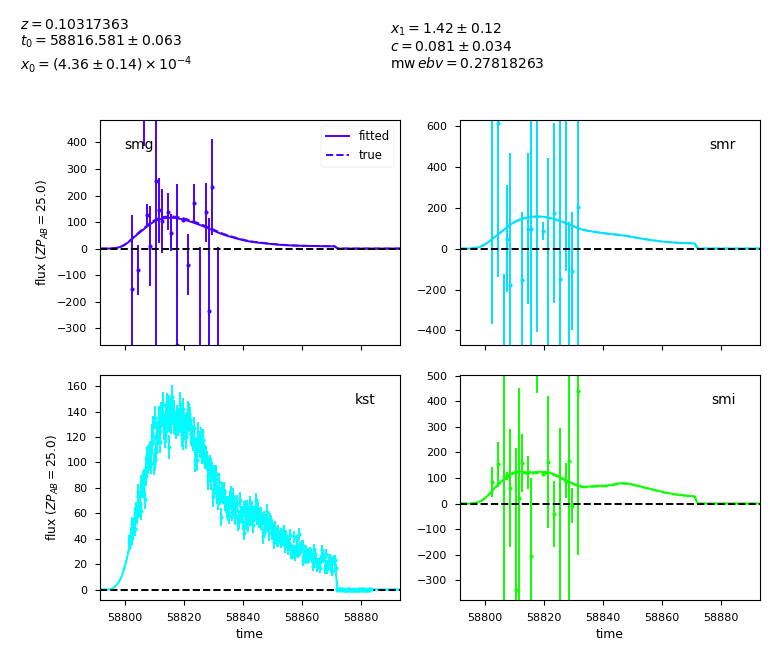 z = 0.10317363
t0 = 58816.581 ± 0.063
x0 = (4.36 ± 0.14) × 10^−4
x1 = 1.42 ± 0.12
c = 0.081 ± 0.034
mw ebv = 0.27818263
smg
fitted
true
400
300
200
100
0
−100
−200
−300
flux (ZP_AB = 25.0)
smr
600
400
200
0
−200
−400
kst
160
140
120
100
80
60
40
20
0
flux (ZP_AB = 25.0)
58800 58820 58840 58860 58880
time
smi
500
400
300
200
100
0
−100
−200
−300
58800 58820 58840 58860 58880
time